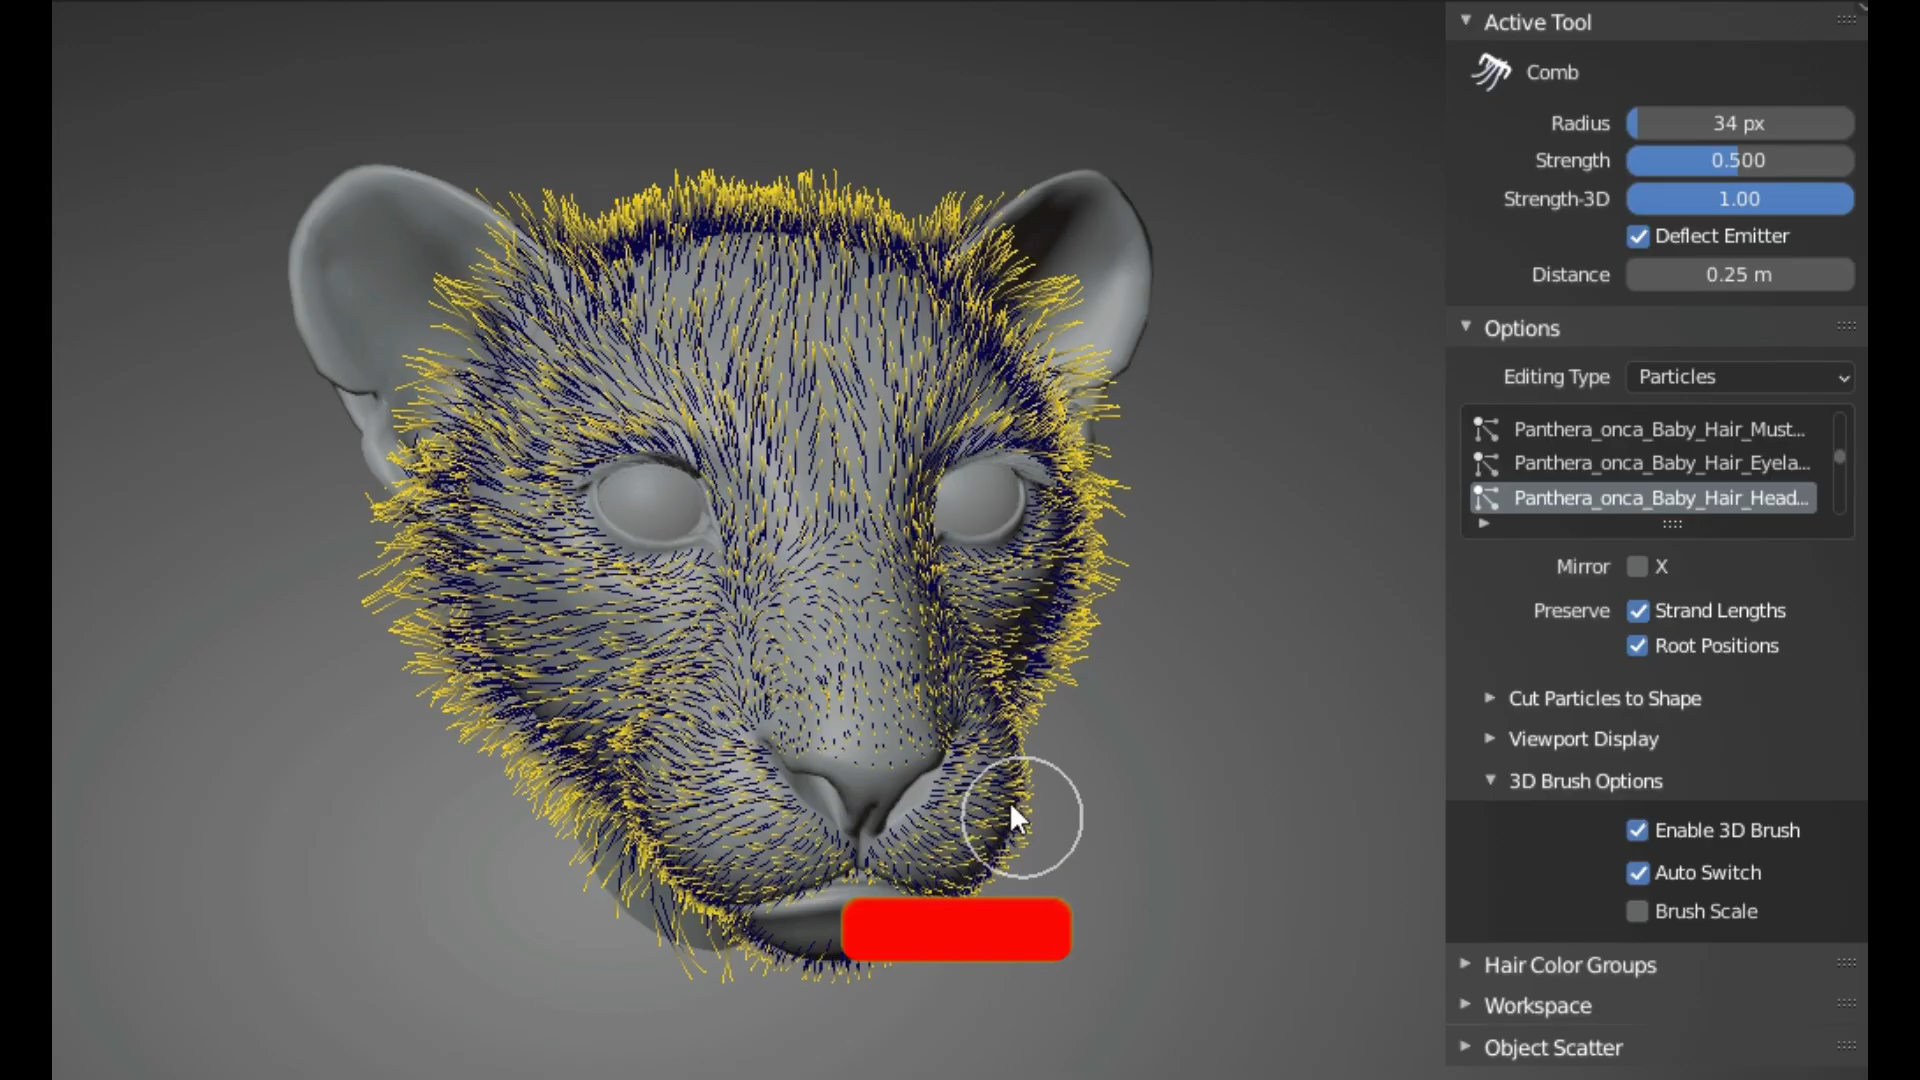 Active Tool
Comb
Radius 34 px
Strength 0.500
Strength-3D 1.00
Deflect Emitter
Distance 0.25 m
Options
Editing Type Particles
Panthera_onca_Baby_Hair_Must...
Panthera_onca_Baby_Hair_Eyela...
Panthera_onca_Baby_Hair_Head...
Mirror X
Preserve Strand Lengths
Root Positions
Cut Particles to Shape
Viewport Display
3D Brush Options
Enable 3D Brush
Auto Switch
Brush Scale
Hair Color Groups
Workspace
Object Scatter